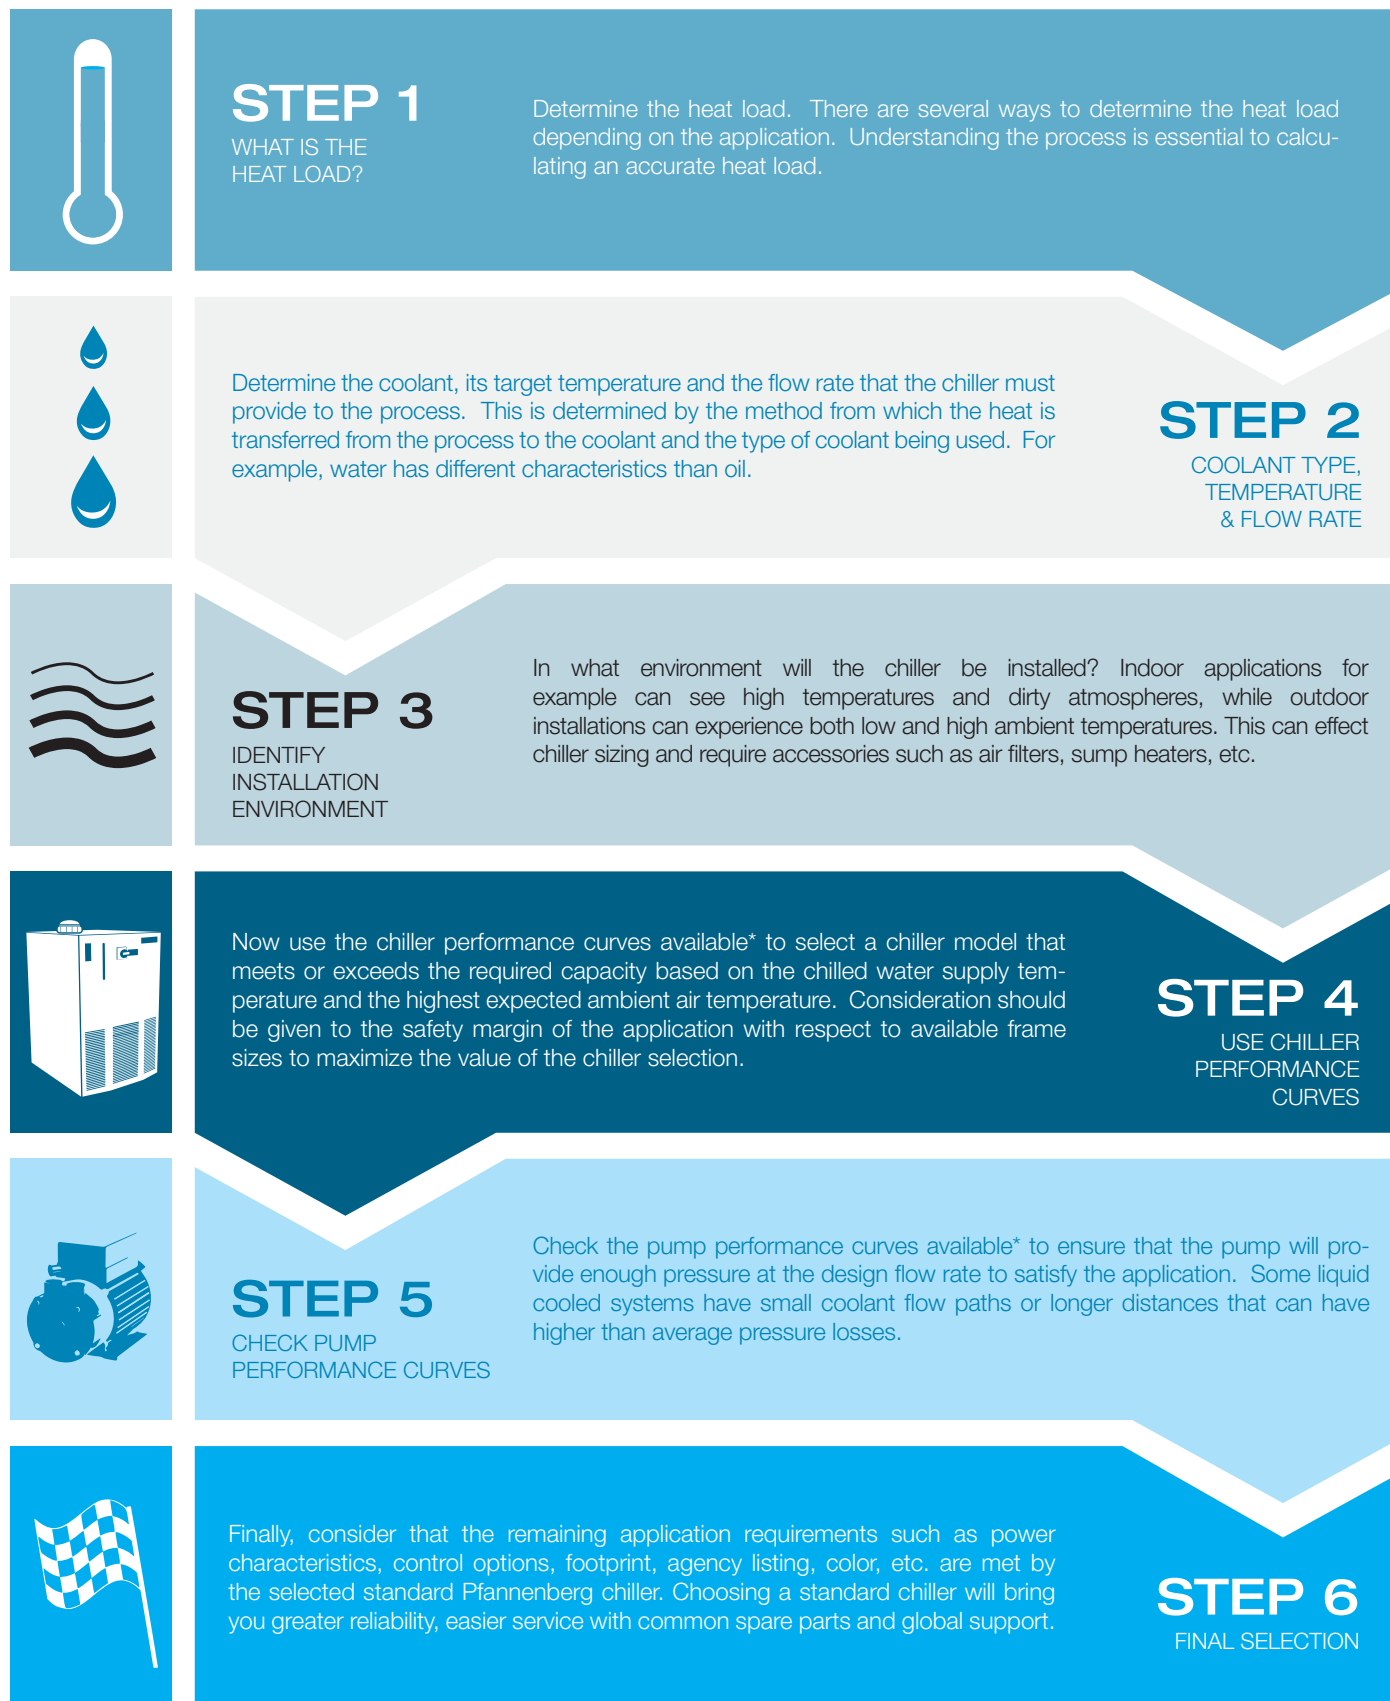 STEP 1
WHAT IS THE
HEAT LOAD?
Determine the heat load.  There are several ways to determine the heat load
depending on the application.  Understanding the process is essential to calcu-
lating an accurate heat load.
Determine the coolant, its target temperature and the flow rate that the chiller must
provide to the process.  This is determined by the method from which the heat is
transferred from the process to the coolant and the type of coolant being used.  For
example, water has different characteristics than oil.
STEP 2
COOLANT TYPE,
TEMPERATURE
& FLOW RATE
STEP 3
IDENTIFY
INSTALLATION
ENVIRONMENT
In what environment will the chiller be installed? Indoor applications for
example can see high temperatures and dirty atmospheres, while outdoor
installations can experience both low and high ambient temperatures. This can effect
chiller sizing and require accessories such as air filters, sump heaters, etc.
Now use the chiller performance curves available* to select a chiller model that
meets or exceeds the required capacity based on the chilled water supply tem-
perature and the highest expected ambient air temperature.  Consideration should
be given to the safety margin of the application with respect to available frame
sizes to maximize the value of the chiller selection.
STEP 4
USE CHILLER
PERFORMANCE
CURVES
STEP 5
CHECK PUMP
PERFORMANCE CURVES
Check the pump performance curves available* to ensure that the pump will pro-
vide enough pressure at the design flow rate to satisfy the application.  Some liquid
cooled systems have small coolant flow paths or longer distances that can have
higher than average pressure losses.
Finally, consider that the remaining application requirements such as power
characteristics, control options, footprint, agency listing, color, etc. are met by
the selected standard Pfannenberg chiller. Choosing a standard chiller will bring
you greater reliability, easier service with common spare parts and global support.
STEP 6
FINAL SELECTION